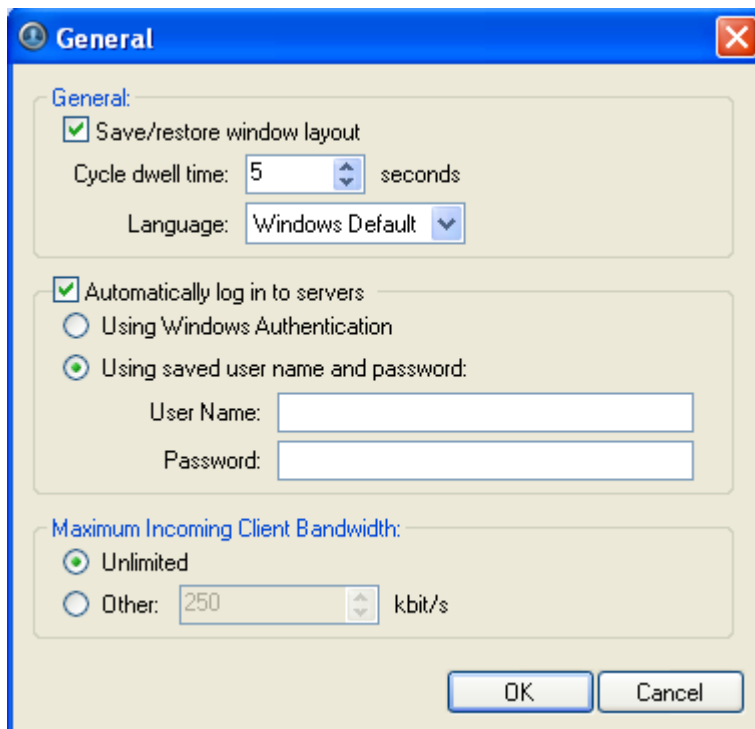 General
General:
Save/restore window layout
Cycle dwell time: 5 seconds
Language: Windows Default
Automatically log in to servers
Using Windows Authentication
Using saved user name and password:
User Name:
Password:
Maximum Incoming Client Bandwidth:
Unlimited
Other: 250 kbit/s
OK Cancel